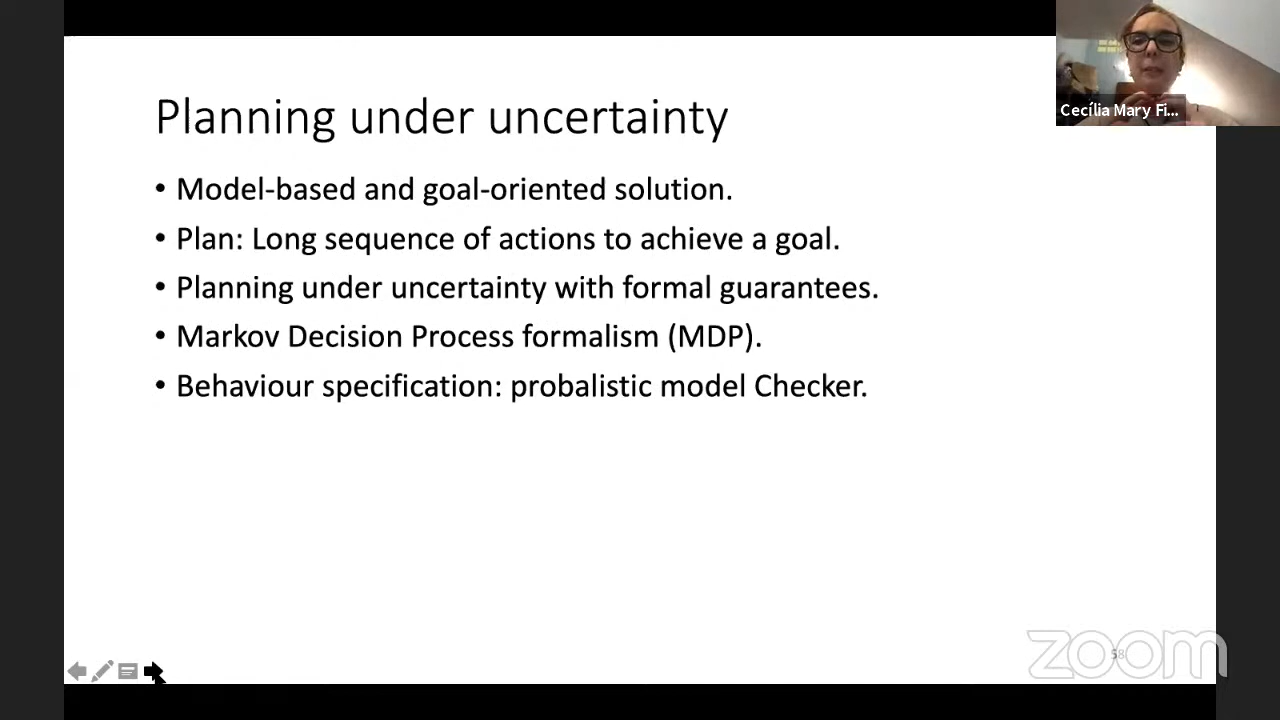 Planning under uncertainty
• Model-based and goal-oriented solution.
• Plan: Long sequence of actions to achieve a goal.
• Planning under uncertainty with formal guarantees.
• Markov Decision Process formalism (MDP).
• Behaviour specification: probalistic model Checker.
Cecília Mary Fi...
58
zoom